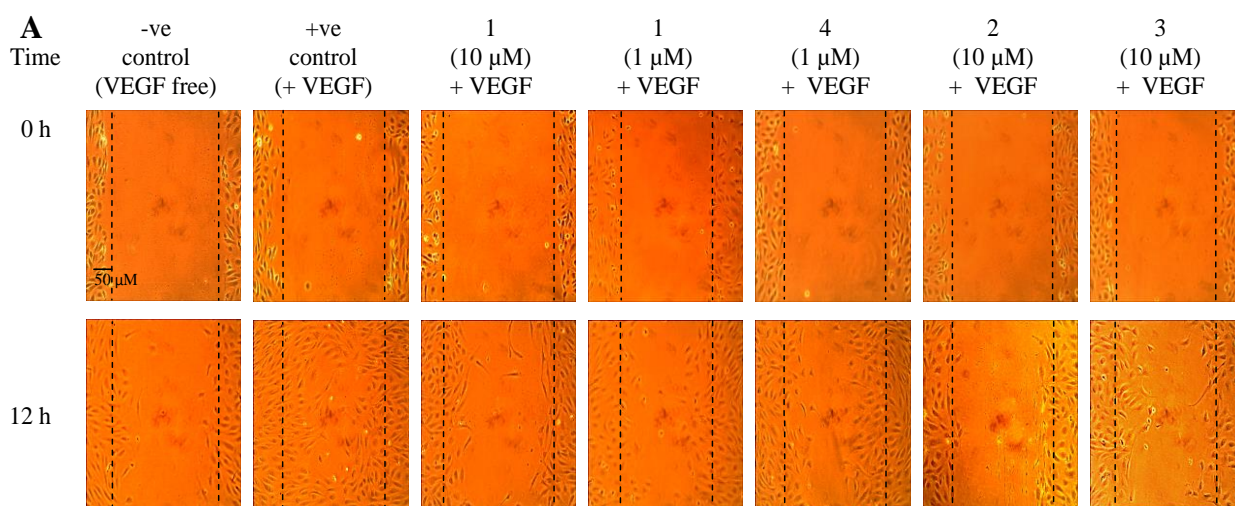 A
Time
-ve
control
(VEGF free)
+ve
control
(+ VEGF)
1
(10 µM)
+ VEGF
1
(1 µM)
+ VEGF
4
(1 µM)
+ VEGF
2
(10 µM)
+ VEGF
3
(10 µM)
+ VEGF
0 h
50 µM
12 h